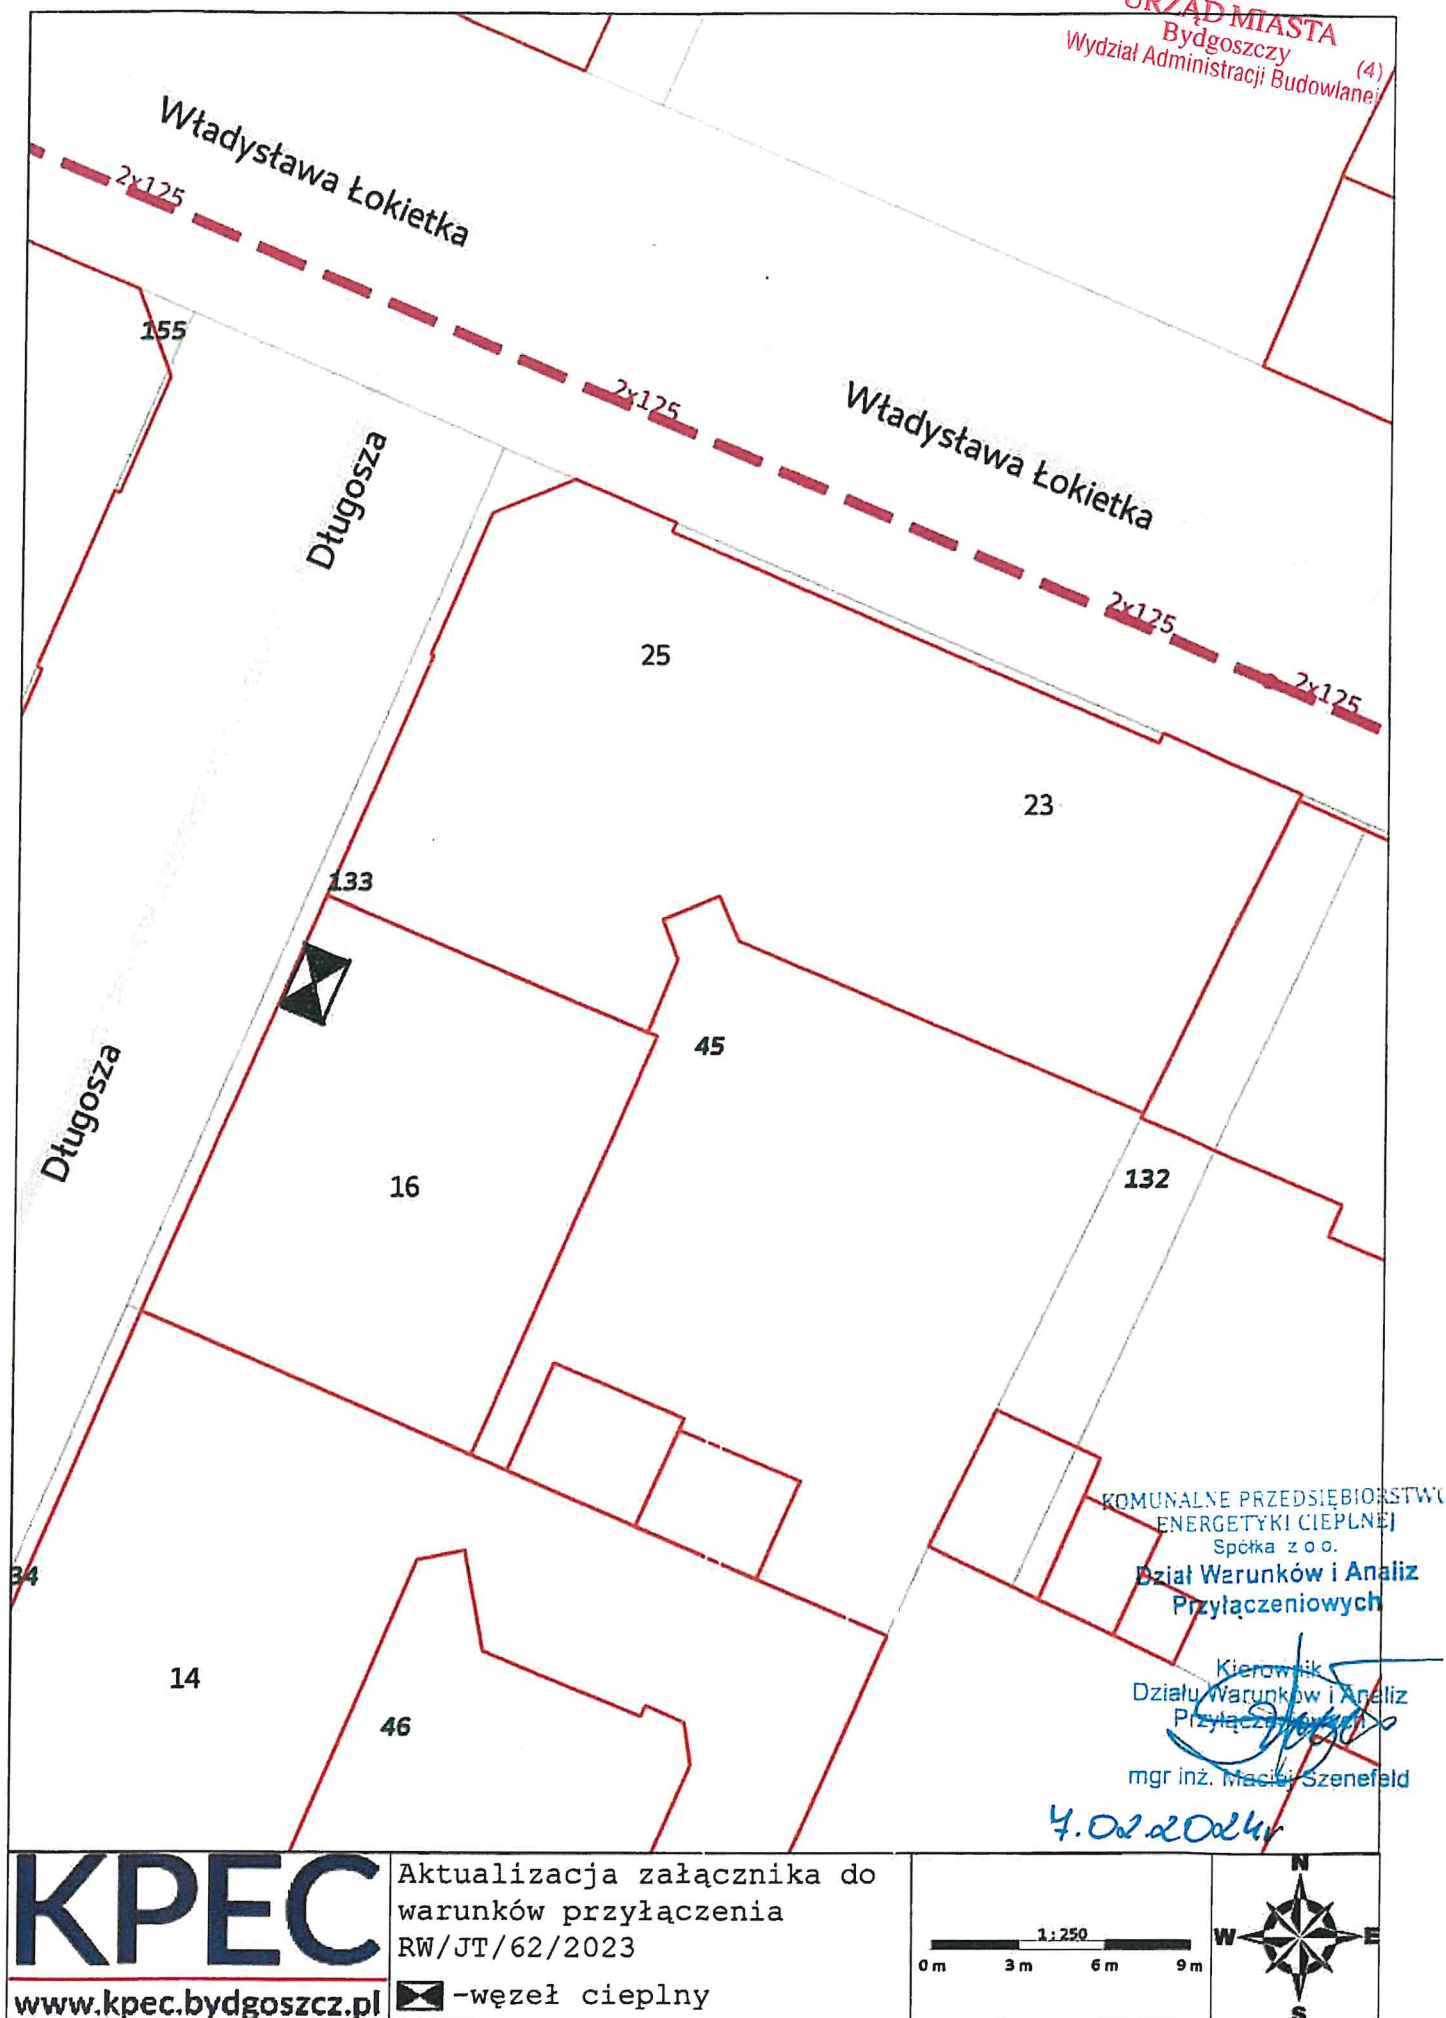 URZĄD MIASTA
Bydgoszczy
Wydział Administracji Budowlanej
(4)
Władysława Łokietka
2x125
155
2x125
Władysława Łokietka
Długosza
2x125
25
2x125
23
133
45
Długosza
132
16
KOMUNALNE PRZEDSIĘBIORSTWO
ENERGETYKI CIEPLNEJ
Spółka z o.o.
Dział Warunków i Analiz
Przyłączeniowych
34
Kierownik
Działu Warunków i Analiz
14
46
mgr inż. Maciej Szenefeld
7.02.2024r
KPEC
www.kpec.bydgoszcz.pl
Aktualizacja załącznika do
warunków przyłączenia
RW/JT/62/2023
-węzeł cieplny
1:250
0 m 3 m 6 m 9 m
N
W E
S